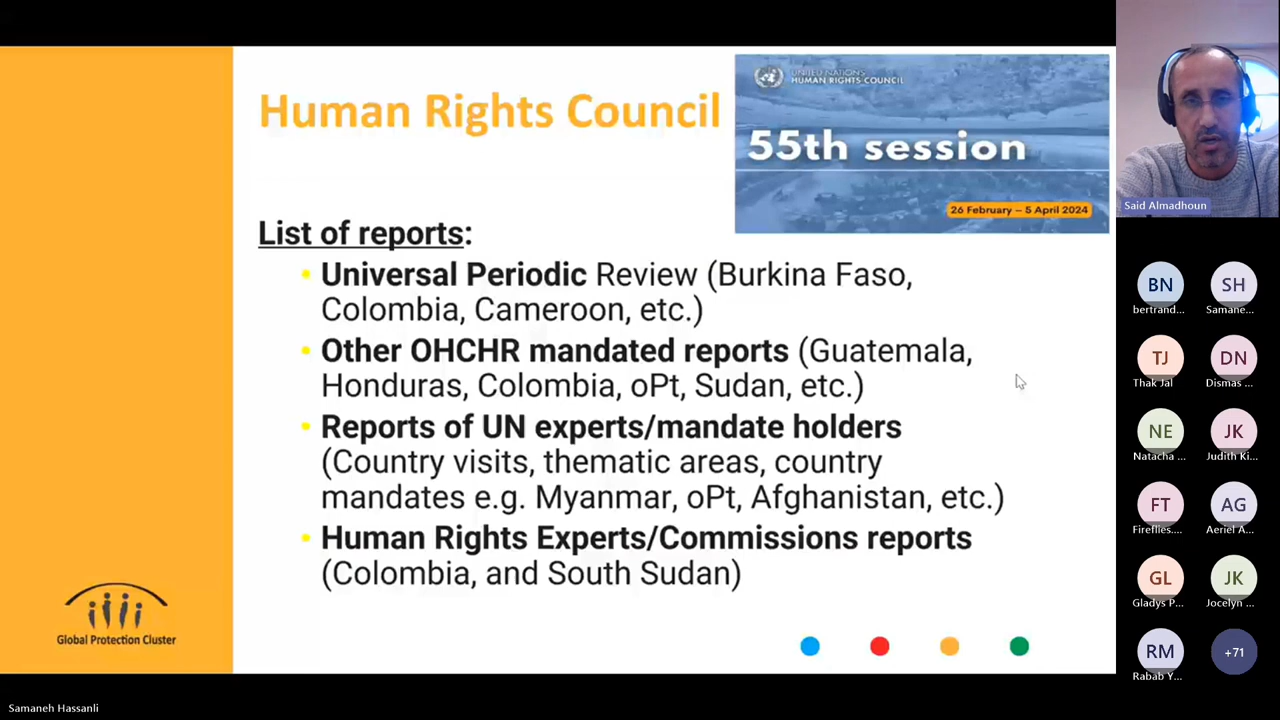 Human Rights Council
UNITED NATIONS
HUMAN RIGHTS COUNCIL
55th session
26 February – 5 April 2024
List of reports:
• Universal Periodic Review (Burkina Faso,
Colombia, Cameroon, etc.)
• Other OHCHR mandated reports (Guatemala,
Honduras, Colombia, oPt, Sudan, etc.)
• Reports of UN experts/mandate holders
(Country visits, thematic areas, country
mandates e.g. Myanmar, oPt, Afghanistan, etc.)
• Human Rights Experts/Commissions reports
(Colombia, and South Sudan)
Global Protection Cluster
Said Almadhoun
BN
SH
bertrand...
Samane...
TJ
DN
Thak Jal
Dismas ...
NE
JK
Natacha ...
Judith Ki...
FT
AG
Fireflies....
Aeriel A...
GL
JK
Gladys P...
Jocelyn ...
RM
+71
Rabab Y...
Samaneh Hassanli